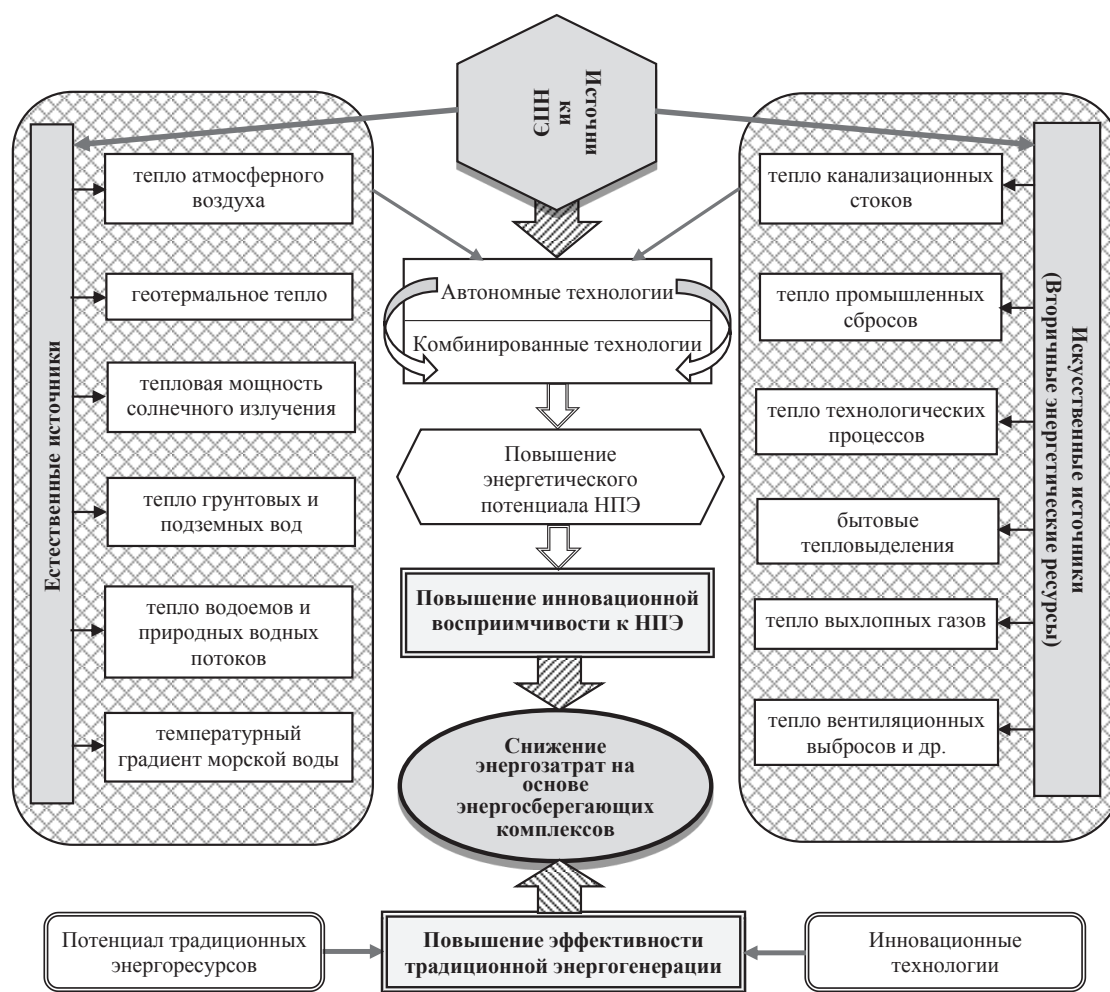 Источни
ки
НПЭ
Естественные источники
тепло атмосферного
воздуха
геотермальное тепло
тепловая мощность
солнечного излучения
тепло грунтовых и
подземных вод
тепло водоемов и
природных водных
потоков
температурный
градиент морской воды
Автономные технологии
Комбинированные технологии
Повышение
энергетического
потенциала НПЭ
Повышение инновационной
восприимчивости к НПЭ
Снижение
энергозатрат на
основе
энергосберегающих
комплексов
тепло канализационных
стоков
тепло промышленных
сбросов
тепло технологических
процессов
бытовые
тепловыделения
тепло выхлопных газов
тепло вентиляционных
выбросов и др.
Искусственные источники
(Вторичные энергетические ресурсы)
Потенциал традиционных
энергоресурсов
Повышение эффективности
традиционной энергогенерации
Инновационные
технологии